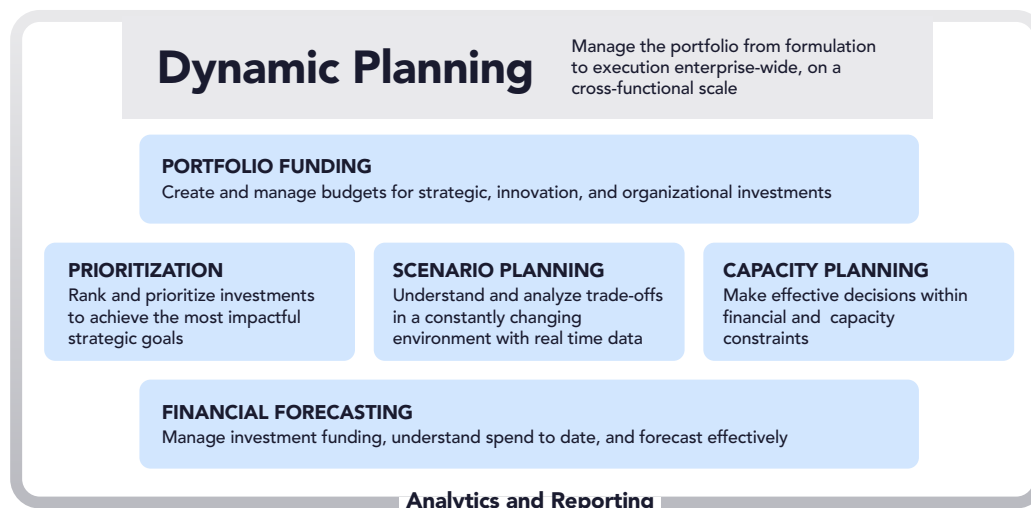 Dynamic Planning
Manage the portfolio from formulation
to execution enterprise-wide, on a
cross-functional scale
PORTFOLIO FUNDING
Create and manage budgets for strategic, innovation, and organizational investments
PRIORITIZATION
Rank and prioritize investments
to achieve the most impactful
strategic goals
SCENARIO PLANNING
Understand and analyze trade-offs
in a constantly changing
environment with real time data
CAPACITY PLANNING
Make effective decisions within
financial and capacity
constraints
FINANCIAL FORECASTING
Manage investment funding, understand spend to date, and forecast effectively
Analytics and Reporting